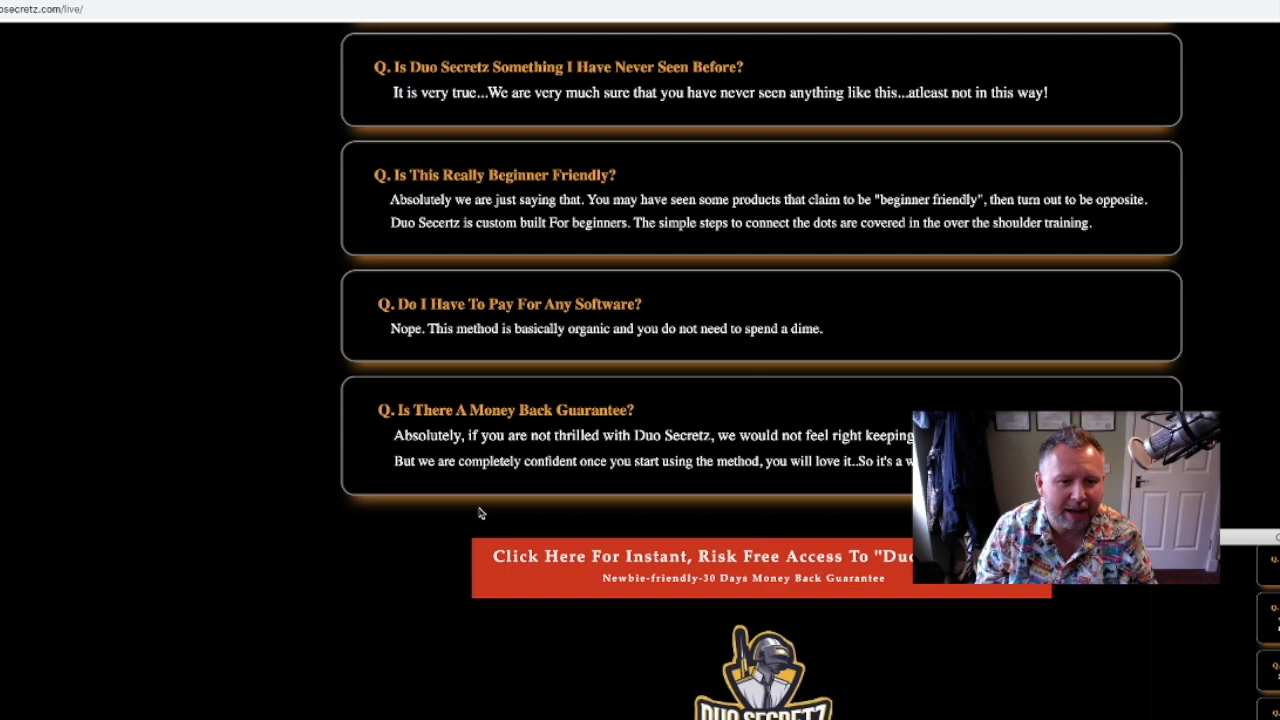 osecretz.com/live/
Q. Is Duo Secretz Something I Have Never Seen Before?
It is very true...We are very much sure that you have never seen anything like this...atleast not in this way!
Q. Is This Really Beginner Friendly?
Absolutely we are just saying that. You may have seen some products that claim to be "beginner friendly", then turn out to be opposite.
Duo Secertz is custom built For beginners. The simple steps to connect the dots are covered in the over the shoulder training.
Q. Do I Have To Pay For Any Software?
Nope. This method is basically organic and you do not need to spend a dime.
Q. Is There A Money Back Guarantee?
Absolutely, if you are not thrilled with Duo Secretz, we would not feel right keeping
But we are completely confident once you start using the method, you will love it..So it's a w
Click Here For Instant, Risk Free Access To "Duo
Newbie-friendly-30 Days Money Back Guarantee
DUO SECRETZ